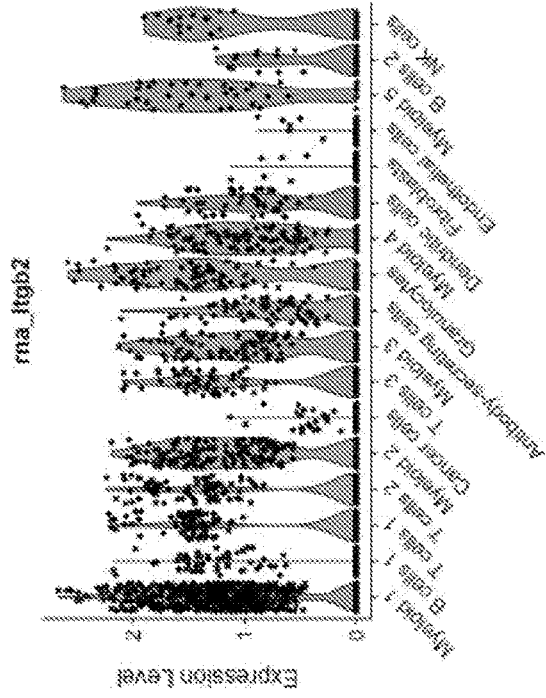 rna_Itgb2
Expression Level
2
1
0
Myeloid 1
B cells 1
T cells 1
T cells 2
Myeloid 2
Cancer cells
T cells 3
Myeloid 3
Antibody-secreting cells
Granulocytes
Myeloid 4
Dendritic cells
Fibroblasts
Endothelial cells
Myeloid 5
B cells 2
NK cells